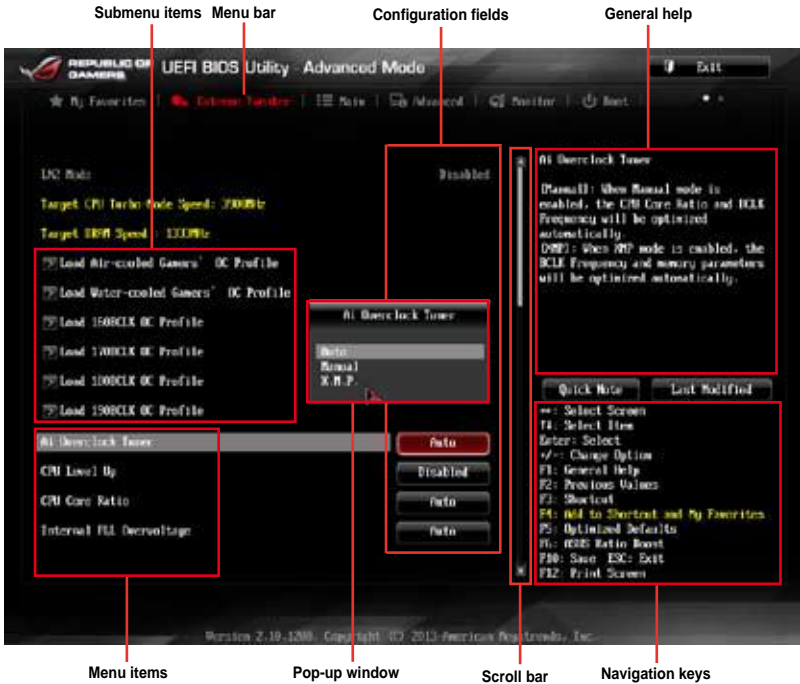 Submenu items Menu bar Configuration fields General help
REPUBLIC OF GAMERS UEFI BIOS Utility - Advanced Mode Exit
My Favorites Extreme Tweaker Main Advanced Monitor Boot
LN2 Mode Disabled
Target CPU Turbo-Mode Speed: 3900MHz
Target DRAM Speed : 1333MHz
Load Air-cooled Gamers' OC Profile
Load Water-cooled Gamers' OC Profile
Load 160BCLK OC Profile
Load 170BCLK OC Profile
Load 180BCLK OC Profile
Load 190BCLK OC Profile
Ai Overclock Tuner Auto
CPU Level Up Disabled
CPU Core Ratio Auto
Internal PLL Overvoltage Auto
Ai Overclock Tuner
Auto
Manual
X.M.P.
Ai Overclock Tuner
[Manual]: When Manual mode is
enabled, the CPU Core Ratio and BCLK
Frequency will be optimized
automatically.
[XMP]: When XMP mode is enabled, the
BCLK Frequency and memory parameters
will be optimized automatically.
Quick Note Last Modified
→←: Select Screen
↑↓: Select Item
Enter: Select
+/-: Change Option
F1: General Help
F2: Previous Values
F3: Shortcut
F4: Add to Shortcut and My Favorites
F5: Optimized Defaults
F6: ASUS Ratio Boost
F10: Save ESC: Exit
F12: Print Screen
Version 2.10.1208. Copyright (C) 2013 American Megatrends, Inc.
Menu items Pop-up window Scroll bar Navigation keys